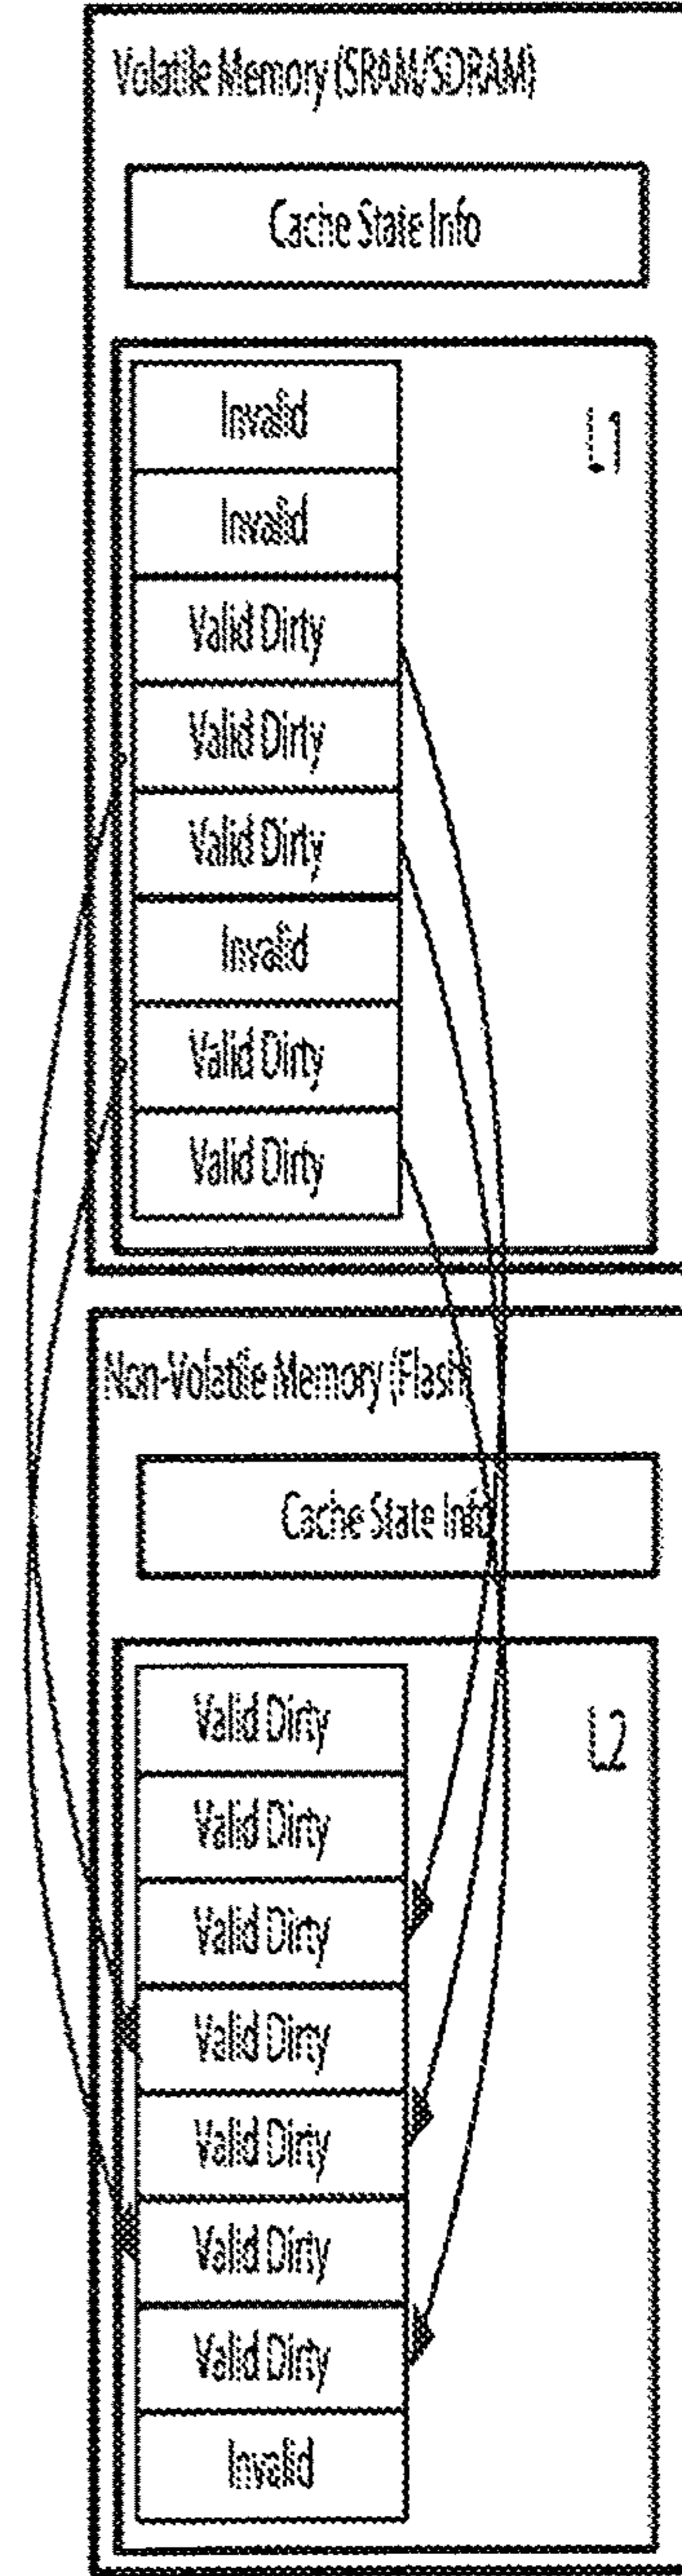 Volatile Memory (SRAM/SDRAM)
Cache State Info
L1
Invalid
Invalid
Valid Dirty
Valid Dirty
Valid Dirty
Invalid
Valid Dirty
Valid Dirty
Non-Volatile Memory (Flash)
Cache State Info
L2
Valid Dirty
Valid Dirty
Valid Dirty
Valid Dirty
Valid Dirty
Valid Dirty
Valid Dirty
Invalid